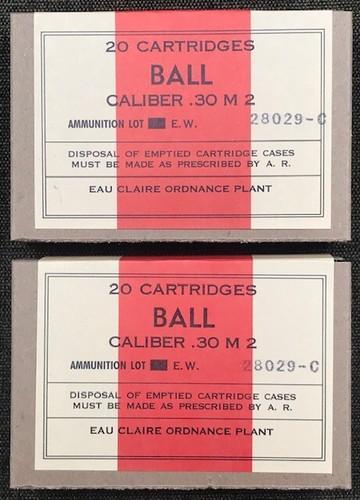 20 CARTRIDGES
BALL
CALIBER .30 M 2
AMMUNITION LOT E. W. 28029-C
DISPOSAL OF EMPTIED CARTRIDGE CASES
MUST BE MADE AS PRESCRIBED BY A. R.
EAU CLAIRE ORDNANCE PLANT
20 CARTRIDGES
BALL
CALIBER .30 M 2
AMMUNITION LOT E. W. 28029-C
DISPOSAL OF EMPTIED CARTRIDGE CASES
MUST BE MADE AS PRESCRIBED BY A. R.
EAU CLAIRE ORDNANCE PLANT